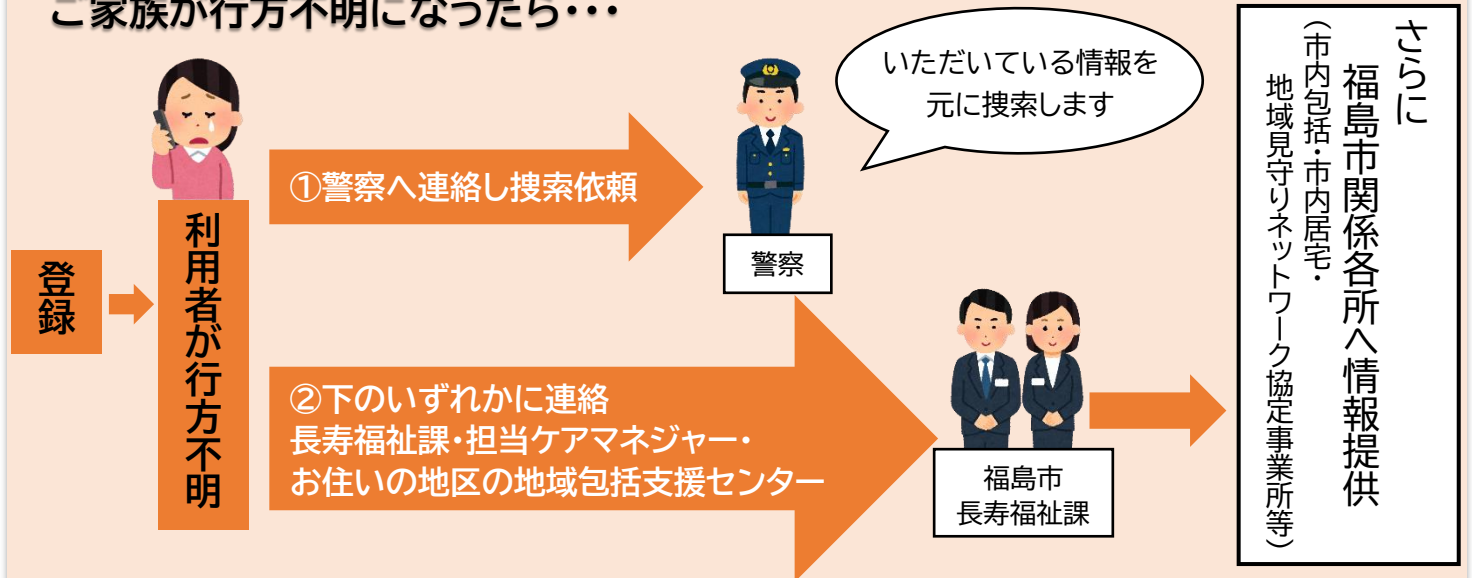 ご家族が行方不明になったら・・・
登録
利用者が行方不明
①警察へ連絡し捜索依頼
いただいている情報を
元に捜索します
警察
②下のいずれかに連絡
長寿福祉課・担当ケアマネジャー・
お住いの地区の地域包括支援センター
福島市
長寿福祉課
さらに
福島市関係各所へ情報提供
（市内包括・市内居宅・
地域見守りネットワーク協定事業所等）